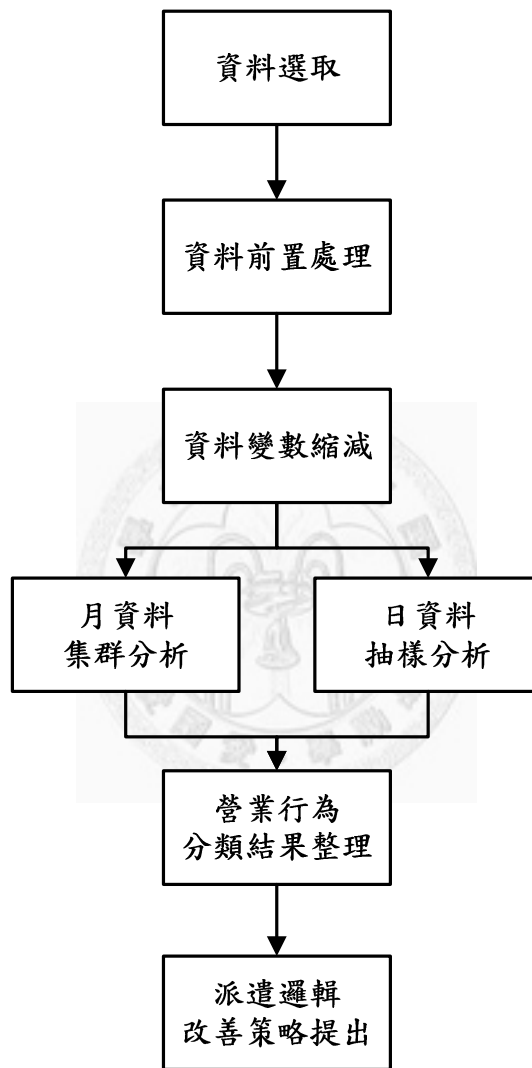 資料選取
資料前置處理
資料變數縮減
月資料
集群分析
日資料
抽樣分析
營業行為
分類結果整理
派遣邏輯
改善策略提出